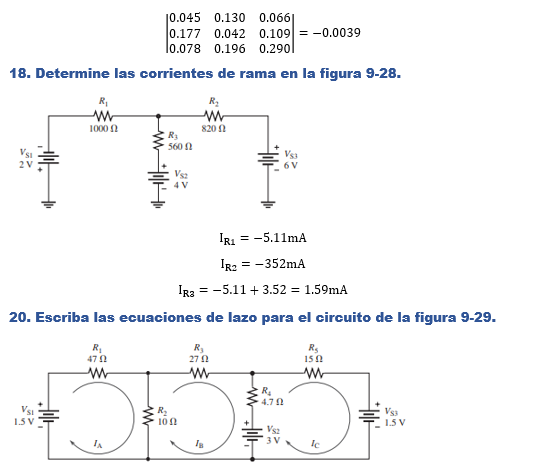 |0.045 0.130 0.066|
|0.177 0.042 0.109| = −0.0039
|0.078 0.196 0.290|
18. Determine las corrientes de rama en la figura 9-28.
R1
1000 Ω
R2
820 Ω
R3
560 Ω
VS1
2 V
-
+
+
VS2
4 V
-
+
VS3
6 V
-
IR1 = −5.11mA
IR2 = −352mA
IR3 = −5.11 + 3.52 = 1.59mA
20. Escriba las ecuaciones de lazo para el circuito de la figura 9-29.
R1
47 Ω
R3
27 Ω
R5
15 Ω
R2
10 Ω
R4
4.7 Ω
+
VS1
1.5 V
-
+
VS2
3 V
-
+
VS3
1.5 V
-
IA
IB
IC